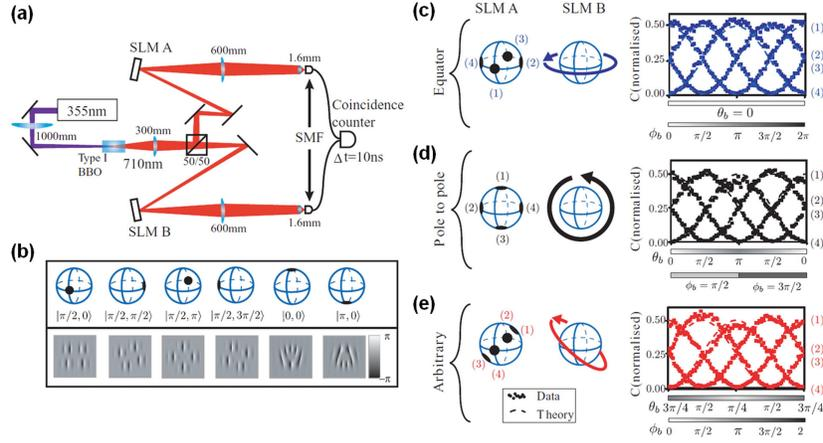 (a)
SLM A
600mm
1.6mm
355nm
1000mm
300mm
Type I
BBO
710nm
50/50
SMF
Coincidence
counter
Δt=10ns
SLM B
600mm
1.6mm
(b)
|π/2, 0⟩ |π/2, π/2⟩ |π/2, π⟩ |π/2, 3π/2⟩ |0, 0⟩ |π, 0⟩
π
−π
(c)
SLM A SLM B
Equator
(3)
(4) (2)
(1)
C(normalised)
0.50
0.25
0.00
(1)
(2)
(3)
(4)
θb = 0
ϕb 0 π/2 π 3π/2 2π
(d)
Pole to pole
(1)
(2) (4)
(3)
C(normalised)
0.50
0.25
0.00
(1)
(2)
(3)
(4)
θb 0 π/2 π π/2 0
ϕb = π/2 ϕb = 3π/2
(e)
Arbitrary
(2)
(1)
(3)
(4)
Data
Theory
C(normalised)
0.50
0.25
0.00
(1)
(2)
(3)
(4)
θb 3π/4 π/2 π/4 π/2 3π/4
ϕb 0 π/2 π 3π/2 2